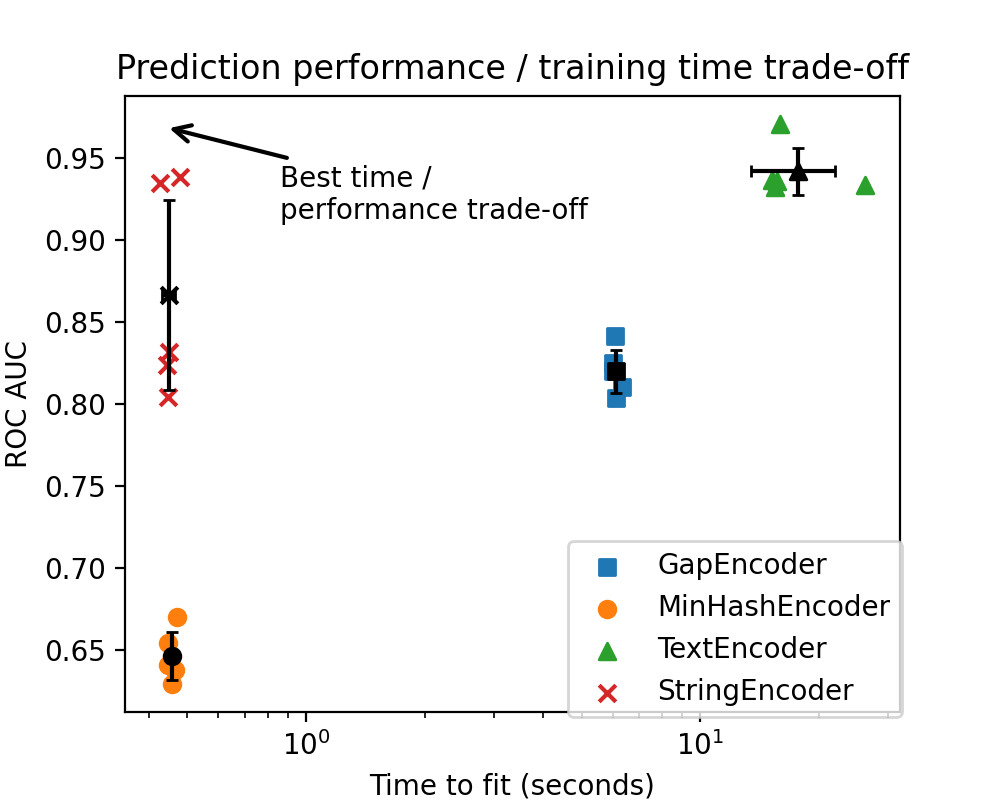 Prediction performance / training time trade-off
Best time /
performance trade-off
ROC AUC
0.95
0.90
0.85
0.80
0.75
0.70
0.65
GapEncoder
MinHashEncoder
TextEncoder
StringEncoder
10⁰
10¹
Time to fit (seconds)